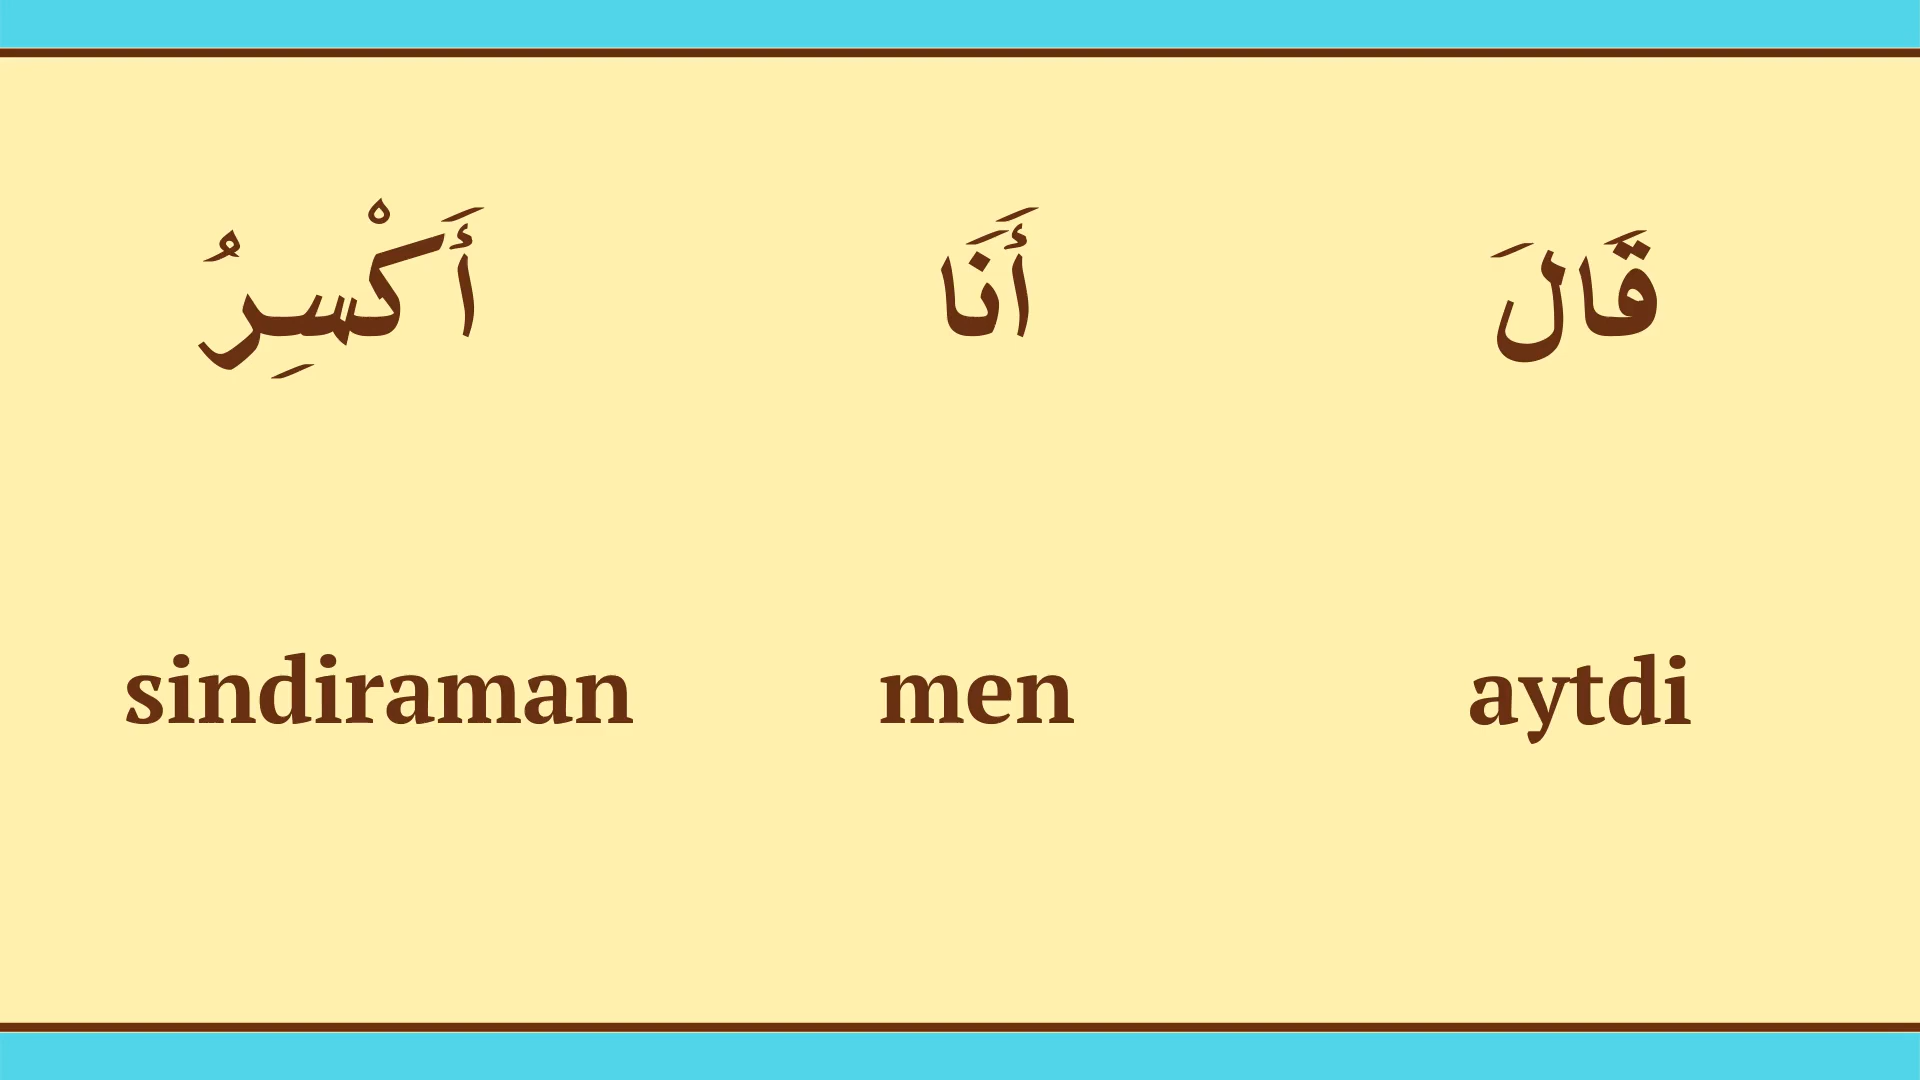 قَالَ أَنَا أَكْسِرُ
sindiraman men aytdi